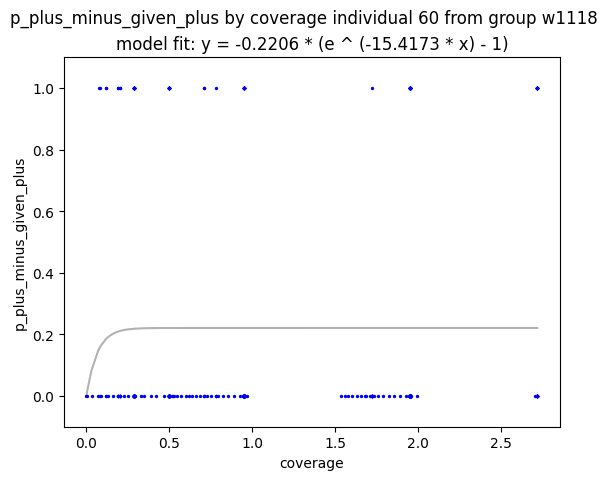 p_plus_minus_given_plus by coverage individual 60 from group w1118
model fit: y = -0.2206 * (e ^ (-15.4173 * x) - 1)
1.0
0.8
0.6
0.4
0.2
0.0
p_plus_minus_given_plus
0.0 0.5 1.0 1.5 2.0 2.5
coverage